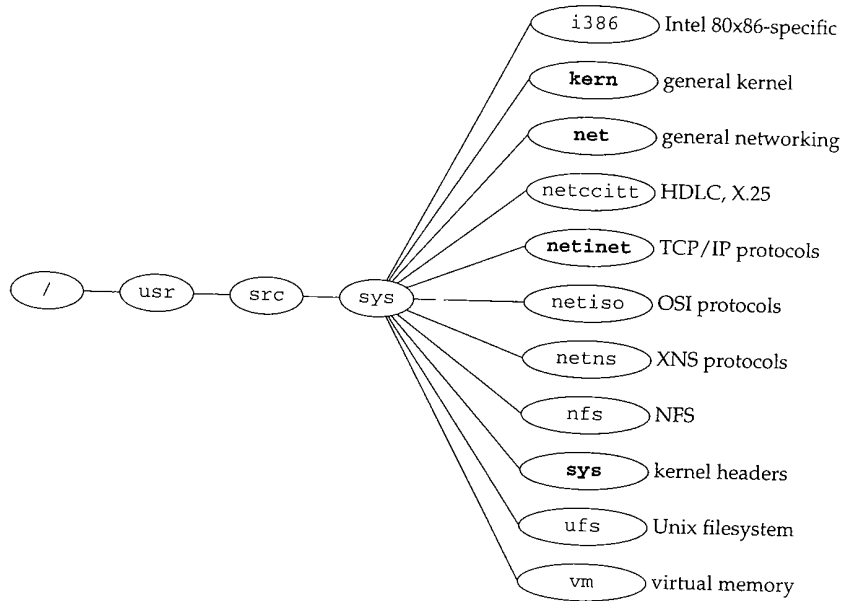 i386 Intel 80x86-specific
kern general kernel
net general networking
netccitt HDLC, X.25
netinet TCP/IP protocols
/ usr src sys netiso OSI protocols
netns XNS protocols
nfs NFS
sys kernel headers
ufs Unix filesystem
vm virtual memory